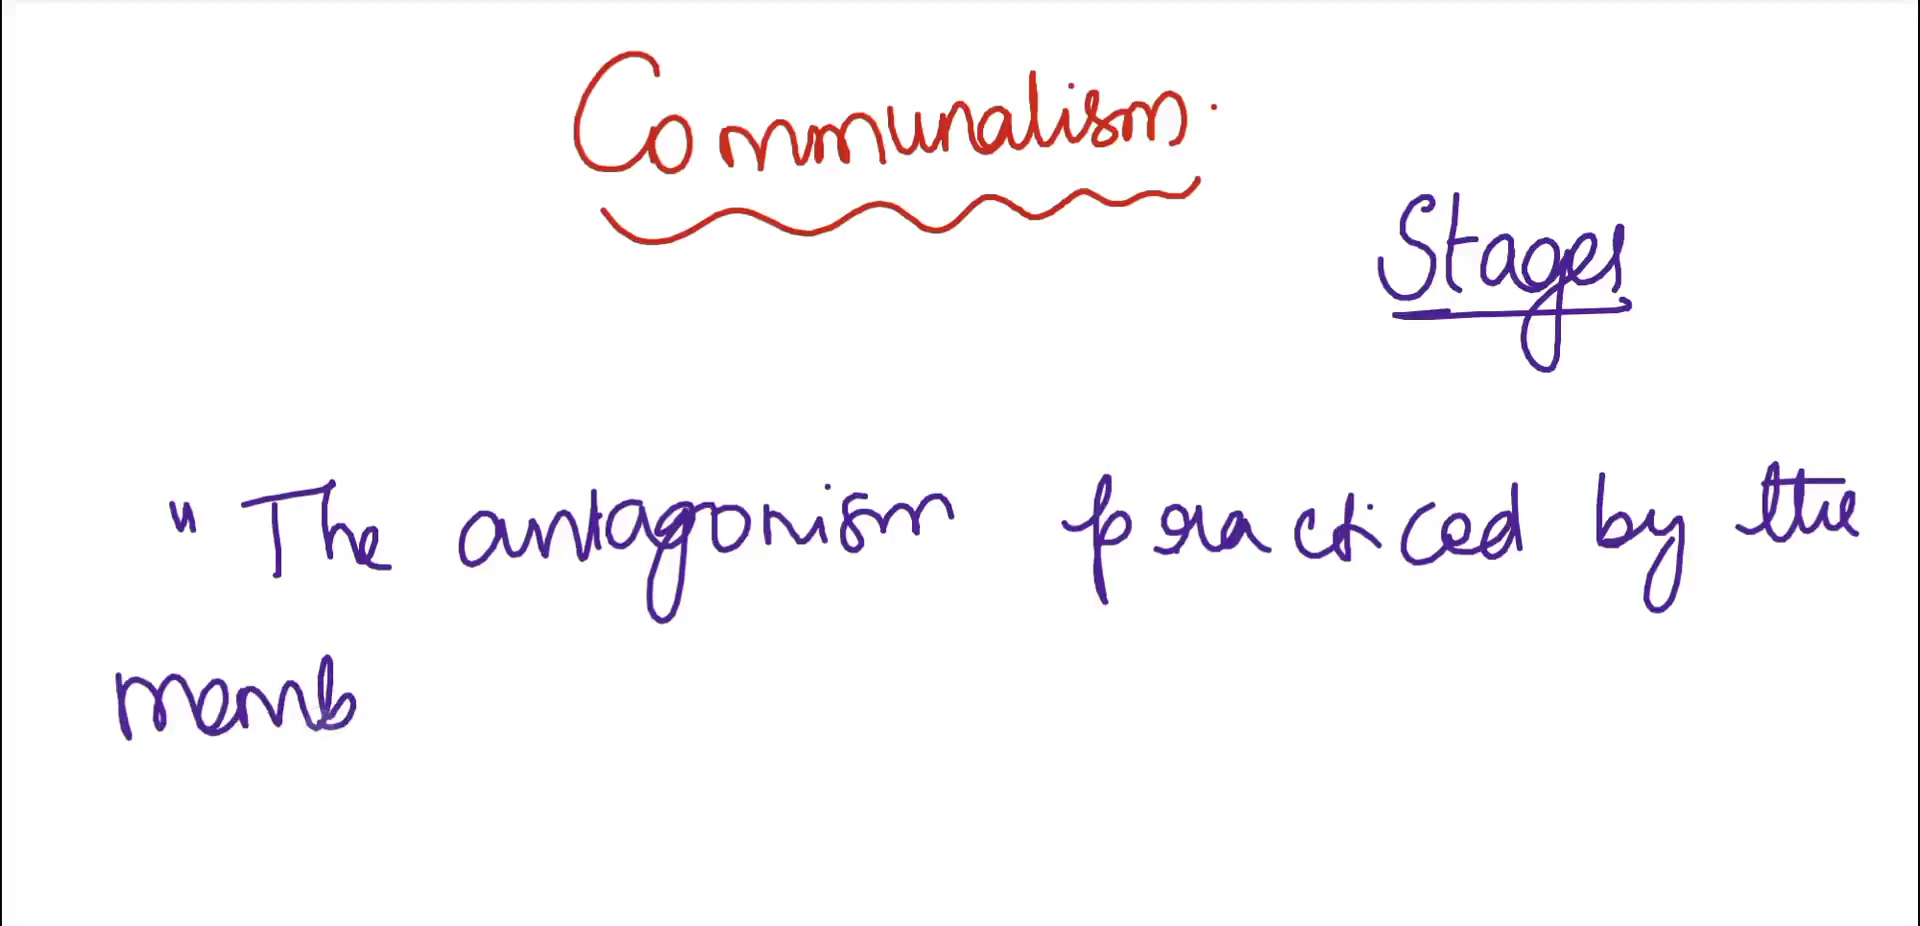 Communalism.
Stages
" The antagonism practiced by the
memb